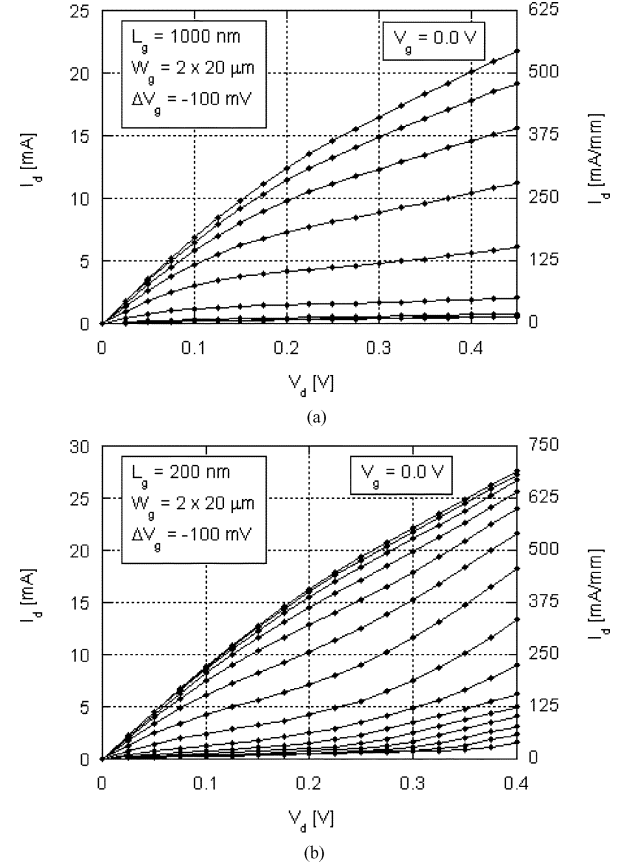 25
625
L_g = 1000 nm
W_g = 2 x 20 μm
ΔV_g = -100 mV
V_g = 0.0 V
20
500
15
375
10
250
5
125
0
0
I_d [mA]
I_d [mA/mm]
0
0.1
0.2
0.3
0.4
V_d [V]
(a)
30
750
L_g = 200 nm
W_g = 2 x 20 μm
ΔV_g = -100 mV
V_g = 0.0 V
25
625
20
500
15
375
10
250
5
125
0
0
I_d [mA]
I_d [mA/mm]
0
0.1
0.2
0.3
0.4
V_d [V]
(b)